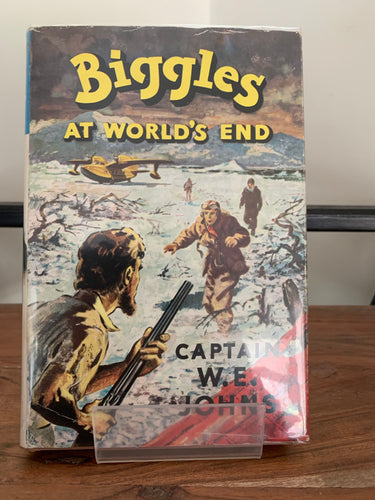 Biggles
AT WORLD'S END
CAPTAIN
W.E.
JOHNS